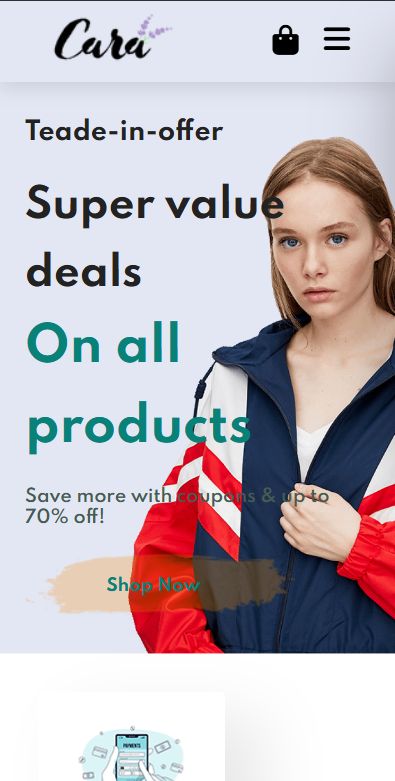 Cara
Teade-in-offer
Super value
deals
On all
products
Save more with coupons & up to
70% off!
Shop Now
PAYMENTS